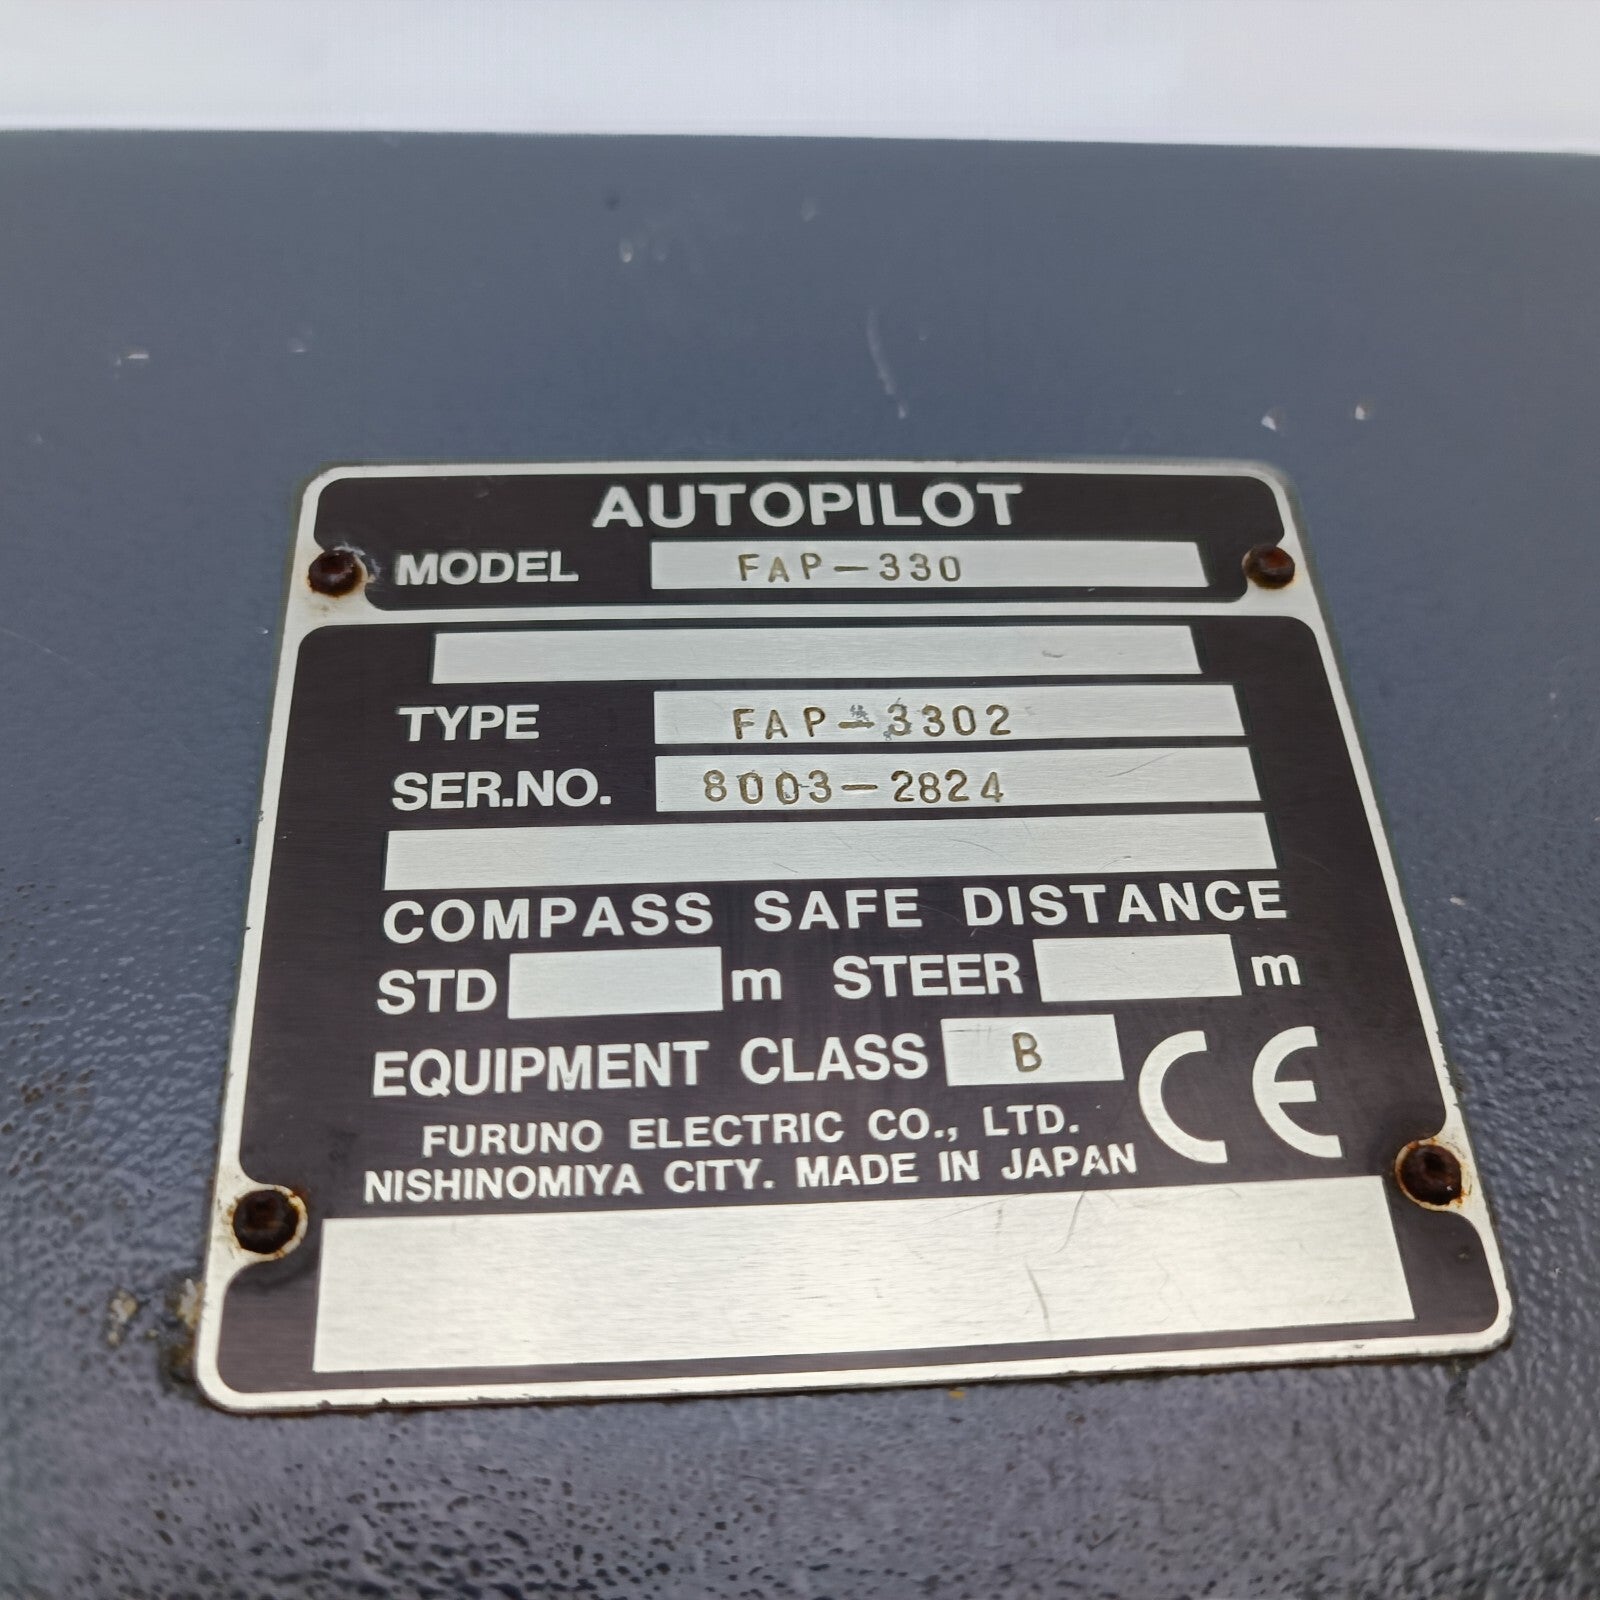 AUTOPILOT
MODEL FAP-330
TYPE FAP-3302
SER.NO. 8003-2824
COMPASS SAFE DISTANCE
STD m STEER m
EQUIPMENT CLASS B CE
FURUNO ELECTRIC CO., LTD.
NISHINOMIYA CITY. MADE IN JAPAN